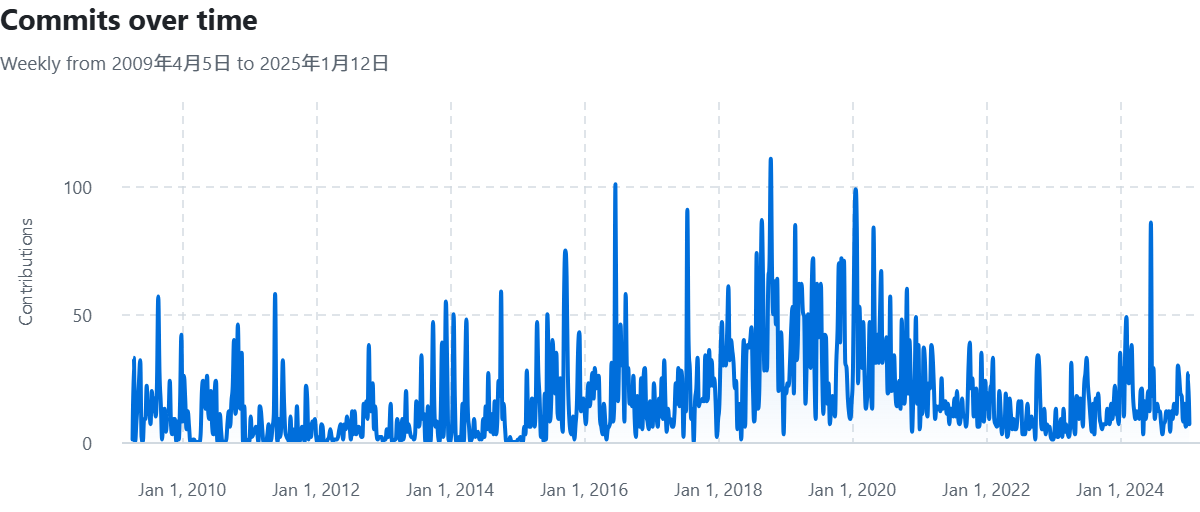 Commits over time
Weekly from 2009年4月5日 to 2025年1月12日
Contributions
100
50
0
Jan 1, 2010 Jan 1, 2012 Jan 1, 2014 Jan 1, 2016 Jan 1, 2018 Jan 1, 2020 Jan 1, 2022 Jan 1, 2024